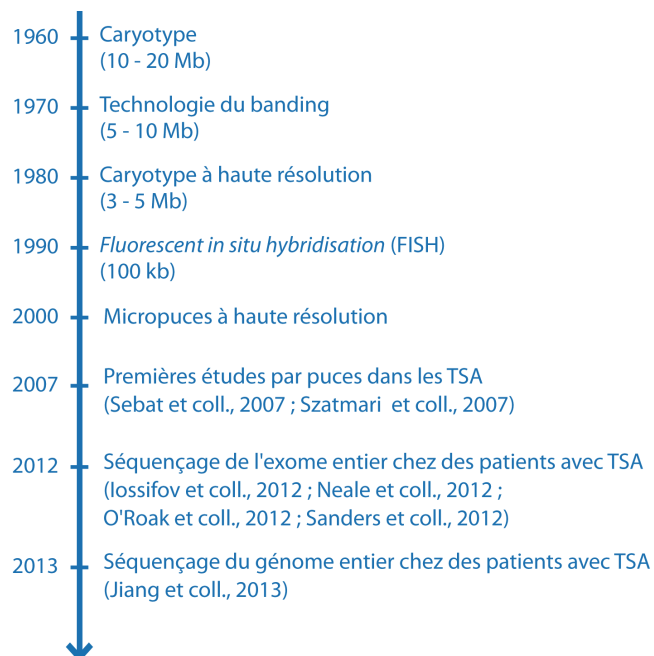 1960 Caryotype
(10 - 20 Mb)
1970 Technologie du banding
(5 - 10 Mb)
1980 Caryotype à haute résolution
(3 - 5 Mb)
1990 Fluorescent in situ hybridisation (FISH)
(100 kb)
2000 Micropuces à haute résolution
2007 Premières études par puces dans les TSA
(Sebat et coll., 2007 ; Szatmari et coll., 2007)
2012 Séquençage de l'exome entier chez des patients avec TSA
(Iossifov et coll., 2012 ; Neale et coll., 2012 ;
O'Roak et coll., 2012 ; Sanders et coll., 2012)
2013 Séquençage du génome entier chez des patients avec TSA
(Jiang et coll., 2013)